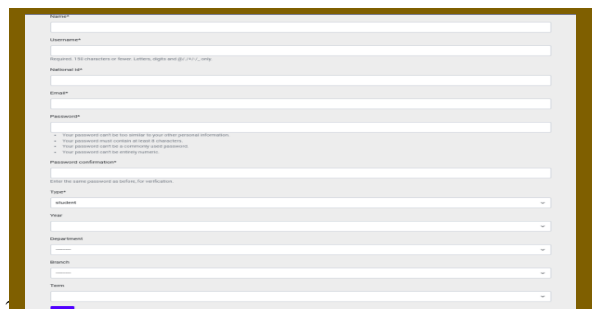 Name*
Username*
Required. 150 characters or fewer. Letters, digits and @/./+/-/_ only.
National id*
Email*
Password*
Your password can't be too similar to your other personal information.
Your password must contain at least 8 characters.
Your password can't be a commonly used password.
Your password can't be entirely numeric.
Password confirmation*
Enter the same password as before, for verification.
Type*
student
Year
Department
---------
Branch
---------
Term